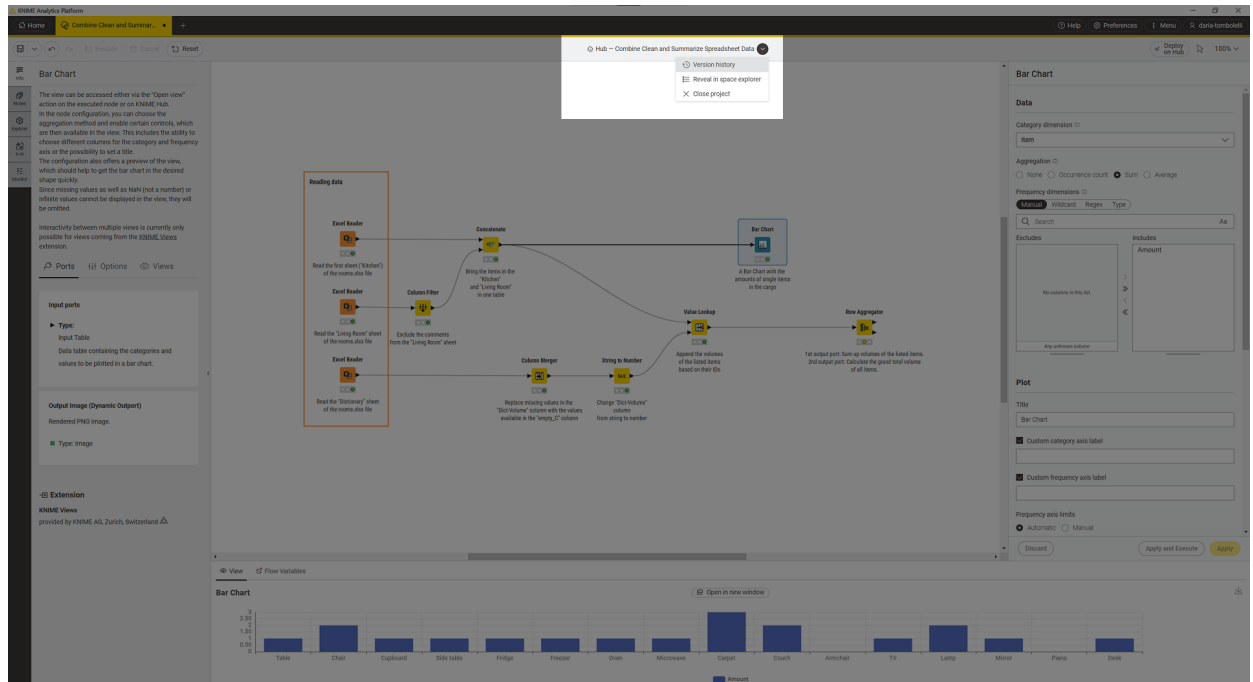 KNIME Analytics Platform
Home
Combine Clean and Summar...
Help
Preferences
Menu
daria-tombolelli
Execute
Cancel
Reset
Hub — Combine Clean and Summarize Spreadsheet Data
Deploy
on Hub
100%
Version history
Reveal in space explorer
Close project
Info
Nodes
Explorer
K-AI
Monitor
Bar Chart
The view can be accessed either via the "Open view"
action on the executed node or on KNIME Hub.
In the node configuration, you can choose the
aggregation method and enable certain controls, which
are then available in the view. This includes the ability to
choose different columns for the category and frequency
axis or the possibility to set a title.
The configuration also offers a preview of the view,
which should help to get the bar chart in the desired
shape quickly.
Since missing values as well as NaN (not a number) or
infinite values cannot be displayed in the view, they will
be omitted.
Interactivity between multiple views is currently only
possible for views coming from the KNIME Views
extension.
Ports
Options
Views
Input ports
Type:
Input Table
Data table containing the categories and
values to be plotted in a bar chart.
Output Image (Dynamic Outport)
Rendered PNG image.
Type: Image
Extension
KNIME Views
provided by KNIME AG, Zurich, Switzerland
Reading data
Excel Reader
Read the first sheet ("Kitchen")
of the rooms.xlsx file
Excel Reader
Read the "Living Room" sheet
of the rooms.xlsx file
Excel Reader
Read the "Dictionary" sheet
of the rooms.xlsx file
Column Filter
Exclude the comments
from the "Living Room" sheet
Concatenate
Bring the items in the
"Kitchen"
and "Living Room"
in one table
Column Merger
Replace missing values in the
"Dict-Volume" column with the values
available in the "empty_C" column
String to Number
Change "Dict-Volume"
column
from string to number
Value Lookup
Append the volumes
of the listed items
based on their IDs
Bar Chart
A Bar Chart with the
amounts of single items
in the cargo
Row Aggregator
1st output port: Sum up volumes of the listed items.
2nd output port: Calculate the grand total volume
of all items.
Bar Chart
Data
Category dimension
Item
Aggregation
None
Occurrence count
Sum
Average
Frequency dimensions
Manual
Wildcard
Regex
Type
Search
Aa
Excludes
Includes
No columns in this list
Any unknown column
Amount
Plot
Title
Bar Chart
Custom category axis label
Custom frequency axis label
Frequency axis limits
Automatic
Manual
Discard
Apply and Execute
Apply
View
Flow Variables
Bar Chart
Open in new window
3
2.50
2
1.50
1
0.50
0
Table
Chair
Cupboard
Side table
Fridge
Freezer
Oven
Microwave
Carpet
Couch
Armchair
TV
Lamp
Mirror
Piano
Desk
Amount